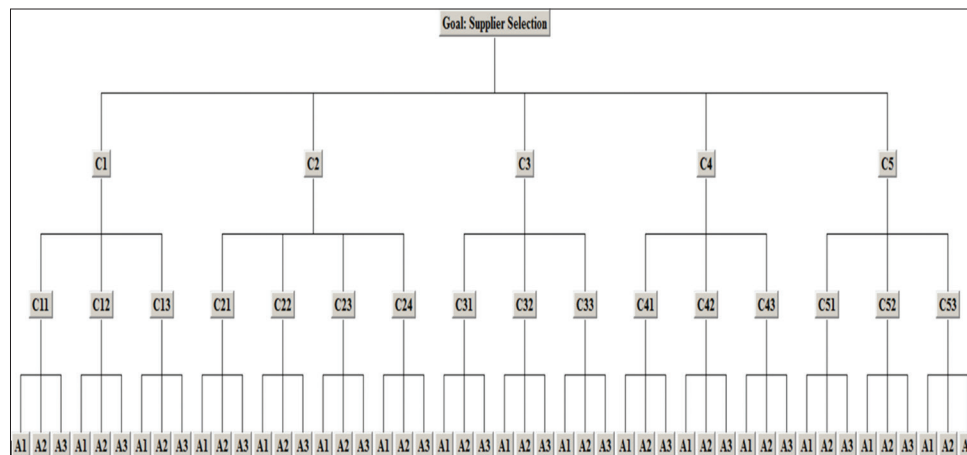 Goal: Supplier Selection
C1 C2 C3 C4 C5
C11 C12 C13 C21 C22 C23 C24 C31 C32 C33 C41 C42 C43 C51 C52 C53
A1 A2 A3 A1 A2 A3 A1 A2 A3 A1 A2 A3 A1 A2 A3 A1 A2 A3 A1 A2 A3 A1 A2 A3 A1 A2 A3 A1 A2 A3 A1 A2 A3 A1 A2 A3 A1 A2 A3 A1 A2 A3 A1 A2 A3 A1 A2